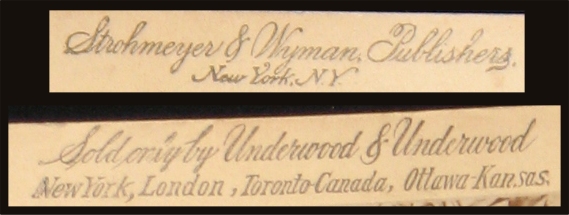 Strohmeyer & Wyman, Publishers,
New York, N.Y.
Sold only by Underwood & Underwood
New York, London, Toronto-Canada, Ottawa-Kansas.